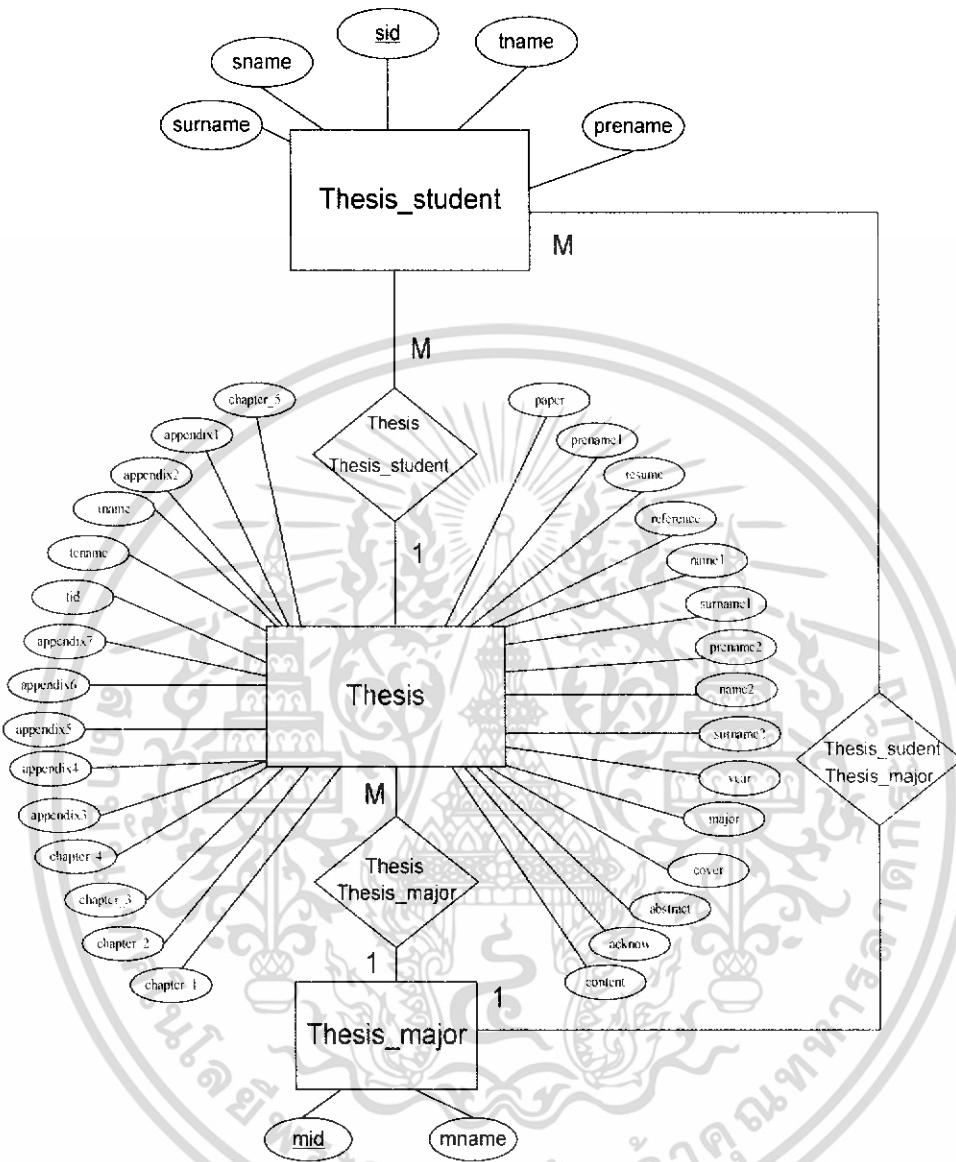 sid
tname
sname
surname
prename
Thesis_student
M
M
chapter_5
paper
Thesis
Thesis_student
appendix1
prename1
appendix2
resume
tname
reference
1
tename
name1
tid
surname1
appendix7
prename2
appendix6
Thesis
name2
appendix5
surname2
appendix4
year
Thesis_sudent
Thesis_major
M
appendix3
major
chapter_4
Thesis
Thesis_major
cover
chapter_3
abstract
chapter_2
acknow
1
chapter_1
content
1
Thesis_major
mid
mname